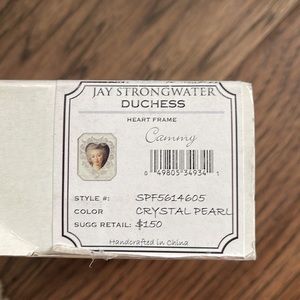 JAY STRONGWATER
DUCHESS
HEART FRAME
Cammy
0 49805 34934 1
STYLE #: SPF5614605
COLOR CRYSTAL PEARL
SUGG RETAIL: $150
Handcrafted in China